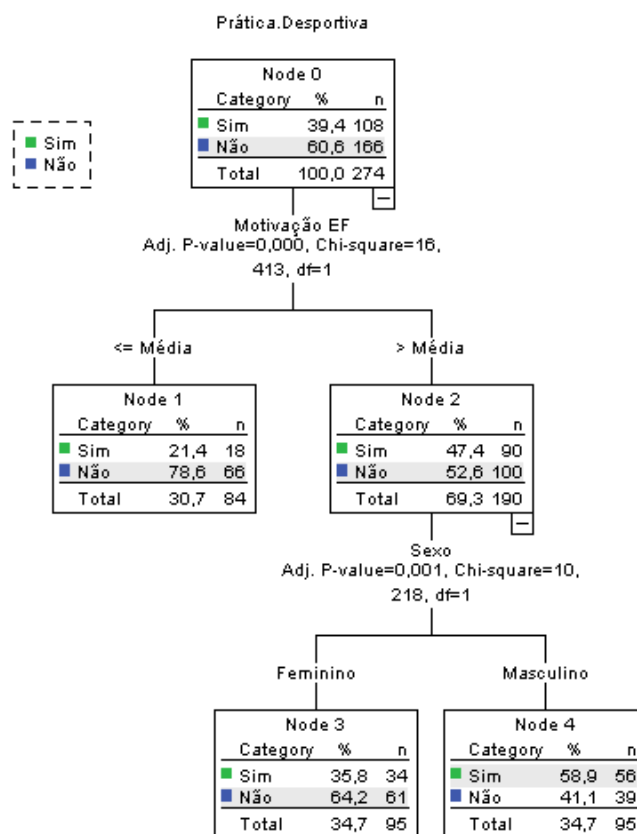 Prática.Desportiva
Sim
Não
Node 0
Category % n
Sim 39,4 108
Não 60,6 166
Total 100,0 274
Motivação EF
Adj. P-value=0,000, Chi-square=16,
413, df=1
<= Média
> Média
Node 1
Category % n
Sim 21,4 18
Não 78,6 66
Total 30,7 84
Node 2
Category % n
Sim 47,4 90
Não 52,6 100
Total 69,3 190
Sexo
Adj. P-value=0,001, Chi-square=10,
218, df=1
Feminino
Masculino
Node 3
Category % n
Sim 35,8 34
Não 64,2 61
Total 34,7 95
Node 4
Category % n
Sim 58,9 56
Não 41,1 39
Total 34,7 95